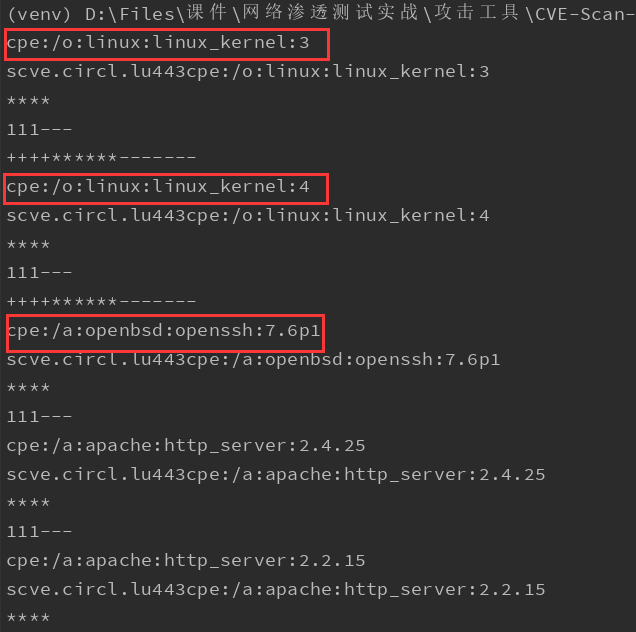 (venv) D:\Files\课件\网络渗透测试实战\攻击工具\CVE-Scan-
cpe:/o:linux:linux_kernel:3
scve.circl.lu443cpe:/o:linux:linux_kernel:3
****
111---
++++******-------
cpe:/o:linux:linux_kernel:4
scve.circl.lu443cpe:/o:linux:linux_kernel:4
****
111---
++++******-------
cpe:/a:openbsd:openssh:7.6p1
scve.circl.lu443cpe:/a:openbsd:openssh:7.6p1
****
111---
cpe:/a:apache:http_server:2.4.25
scve.circl.lu443cpe:/a:apache:http_server:2.4.25
****
111---
cpe:/a:apache:http_server:2.2.15
scve.circl.lu443cpe:/a:apache:http_server:2.2.15
****